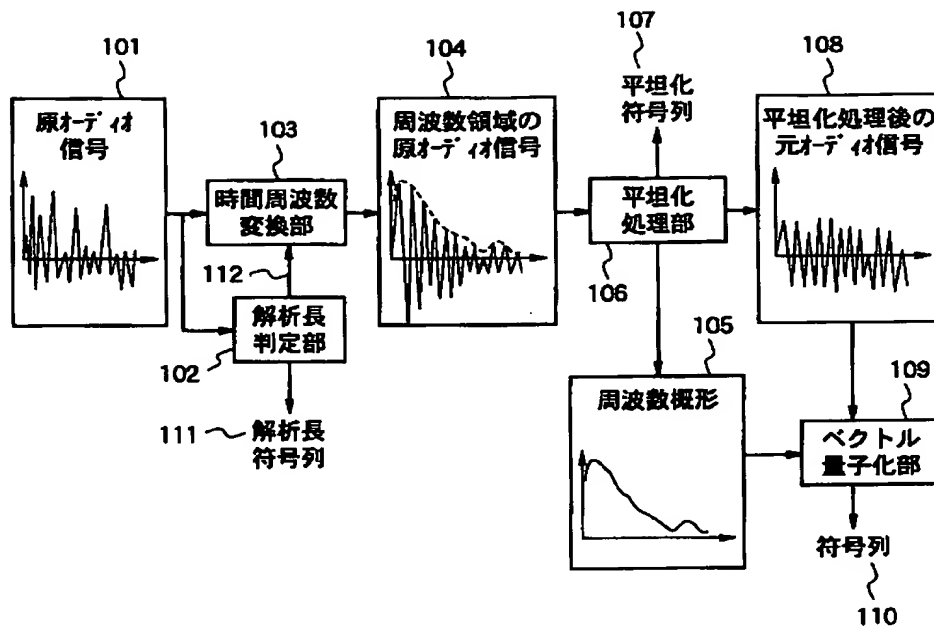 101
原オーディオ
信号
103
時間周波数
変換部
112
解析長
判定部
102
111
解析長
符号列
104
周波数領域の
原オーディオ信号
107
平坦化
符号列
平坦化
処理部
106
105
周波数概形
108
平坦化処理後の
元オーディオ信号
109
ベクトル
量子化部
符号列
110